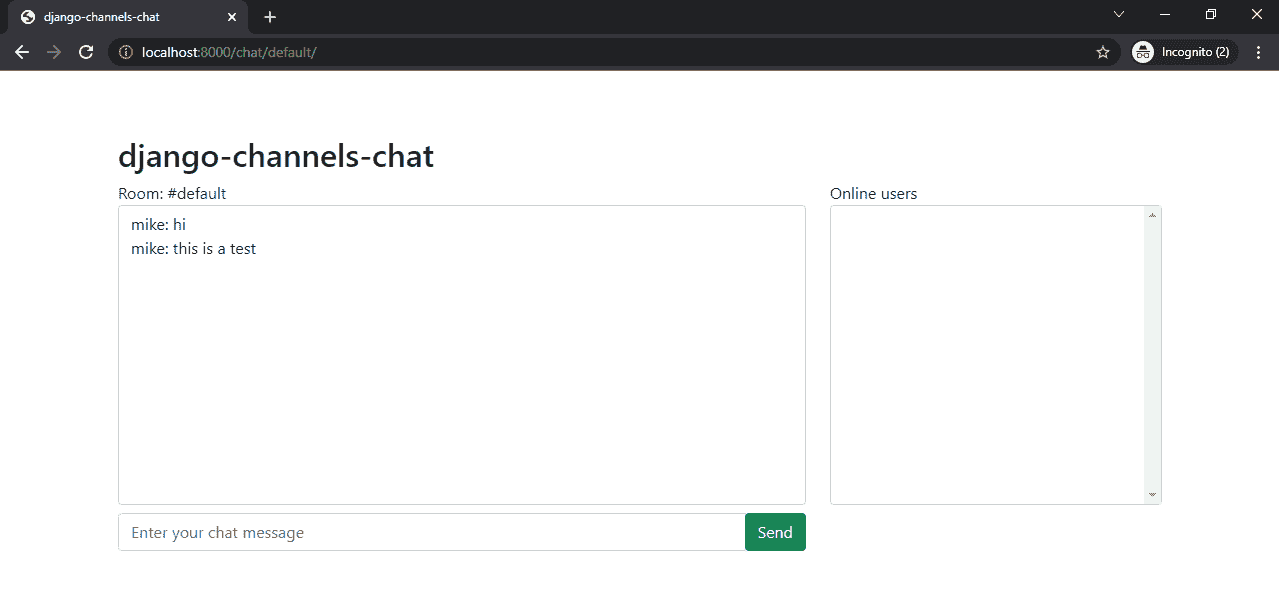 django-channels-chat
localhost:8000/chat/default/
Incognito (2)
django-channels-chat
Room: #default
Online users
mike: hi
mike: this is a test
Enter your chat message
Send